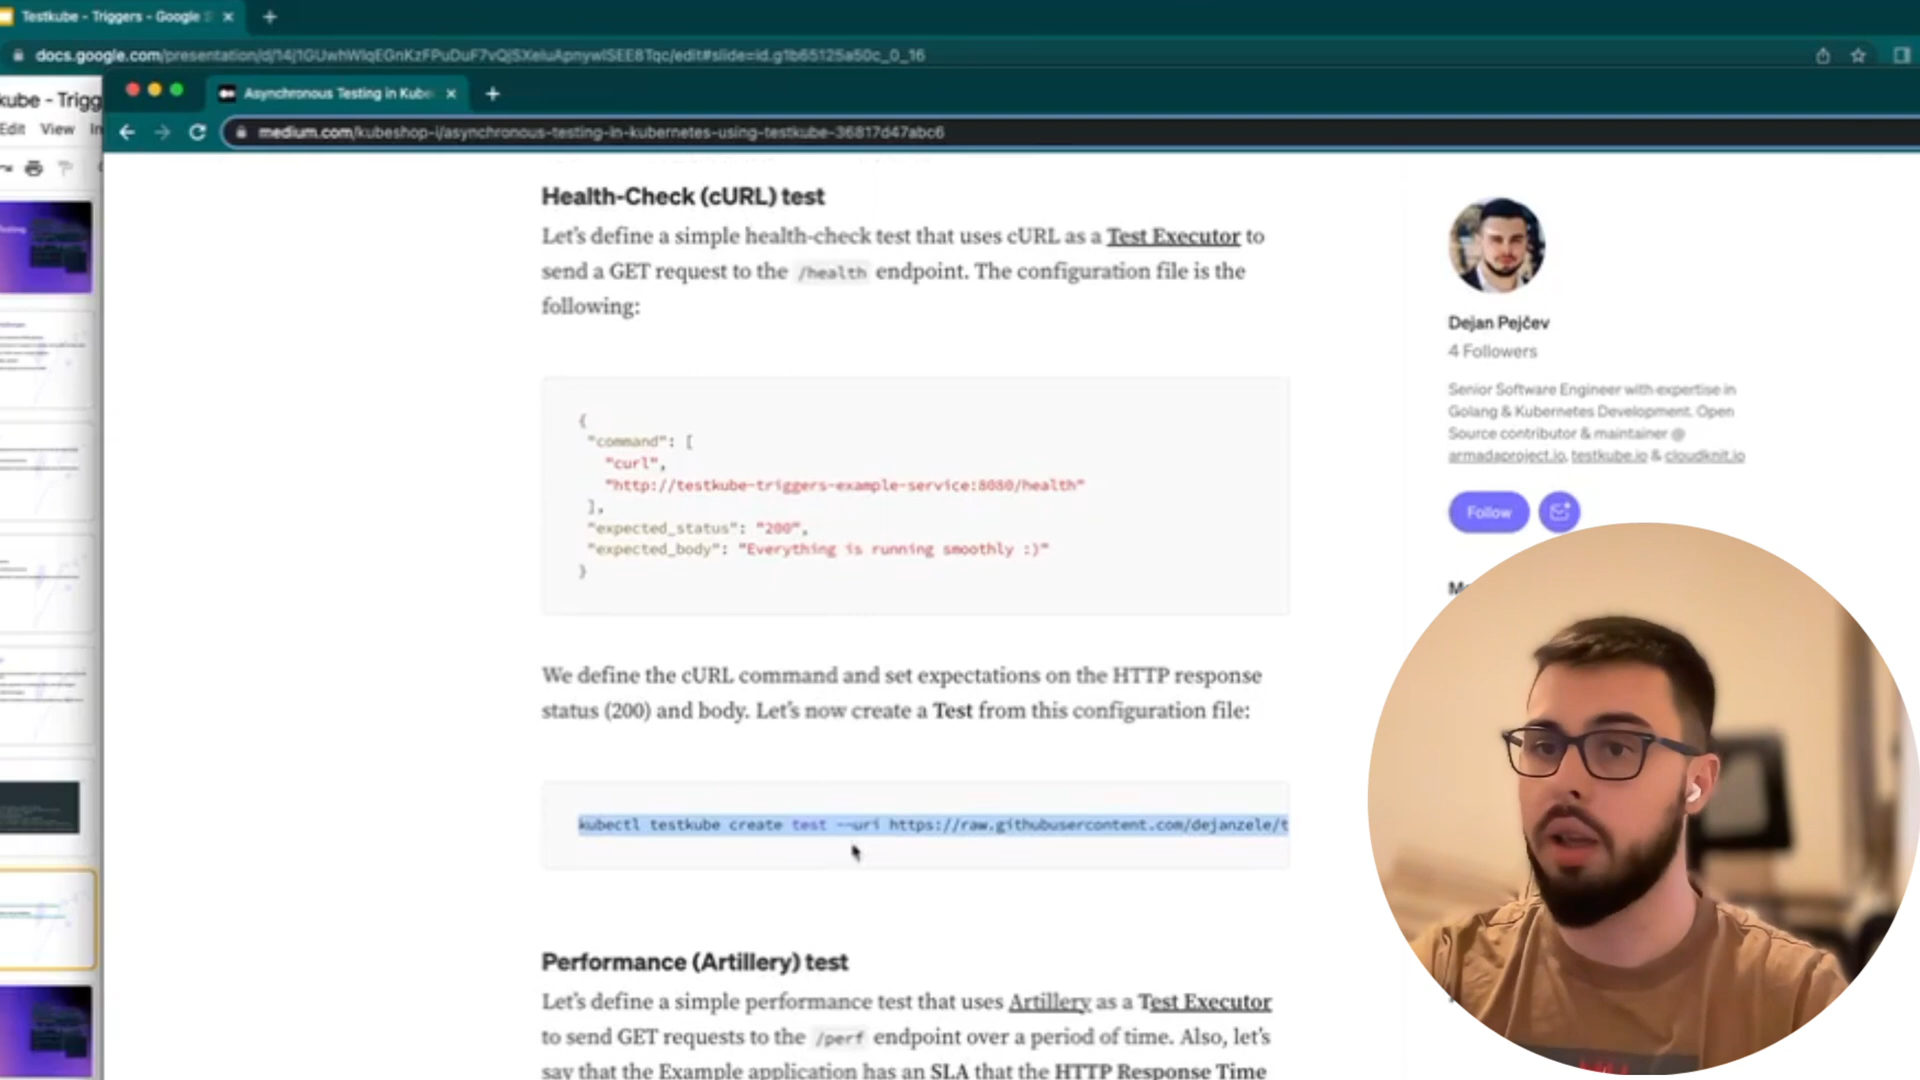 Testkube - Triggers - Google S
docs.google.com/presentation/d/14j1GUwhWlqEGnKzFPuDuF7vQjSXeIuApnywlSEE8Tqc/edit#slide=id.g1b65125a50c_0_16
kube - Trigg
Edit View In
Asynchronous Testing in Kube
medium.com/kubeshop-i/asynchronous-testing-in-kubernetes-using-testkube-36817d47abc6
Health-Check (cURL) test
Let's define a simple health-check test that uses cURL as a Test Executor to
send a GET request to the /health endpoint. The configuration file is the
following:
{
"command": [
"curl",
"http://testkube-triggers-example-service:8080/health"
],
"expected_status": "200",
"expected_body": "Everything is running smoothly :)"
}
We define the cURL command and set expectations on the HTTP response
status (200) and body. Let's now create a Test from this configuration file:
kubectl testkube create test --uri https://raw.githubusercontent.com/dejanzele/t
Performance (Artillery) test
Let's define a simple performance test that uses Artillery as a Test Executor
to send GET requests to the /perf endpoint over a period of time. Also, let's
say that the Example application has an SLA that the HTTP Response Time
Dejan Pejčev
4 Followers
Senior Software Engineer with expertise in
Golang & Kubernetes Development. Open
Source contributor & maintainer @
armadaproject.io, testkube.io & cloudknit.io
Follow